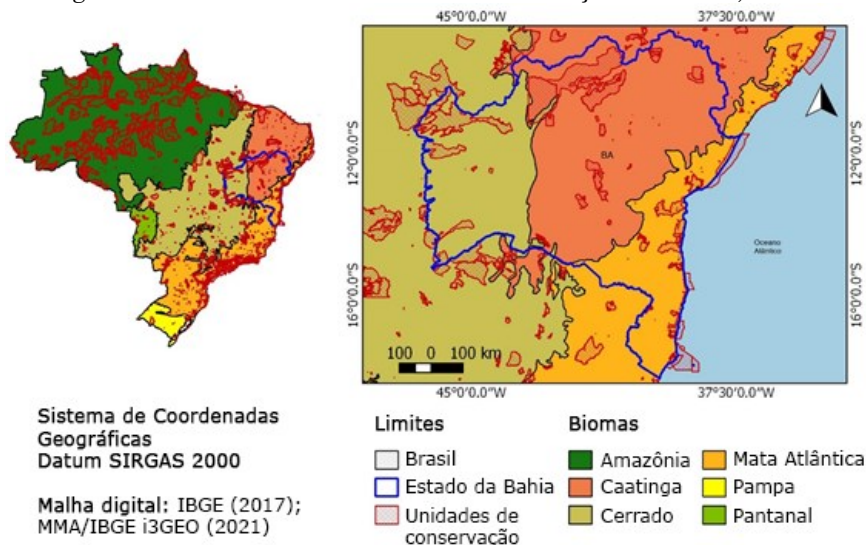 45°0'0.0"W 37°30'0.0"W
12°0'0.0"S
16°0'0.0"S
BA
Oceano
Atlântico
12°0'0.0"S
16°0'0.0"S
100 0 100 km
45°0'0.0"W 37°30'0.0"W
Sistema de Coordenadas
Geográficas
Datum SIRGAS 2000
Malha digital: IBGE (2017);
MMA/IBGE i3GEO (2021)
Limites
Brasil
Estado da Bahia
Unidades de
conservação
Biomas
Amazônia
Caatinga
Cerrado
Mata Atlântica
Pampa
Pantanal